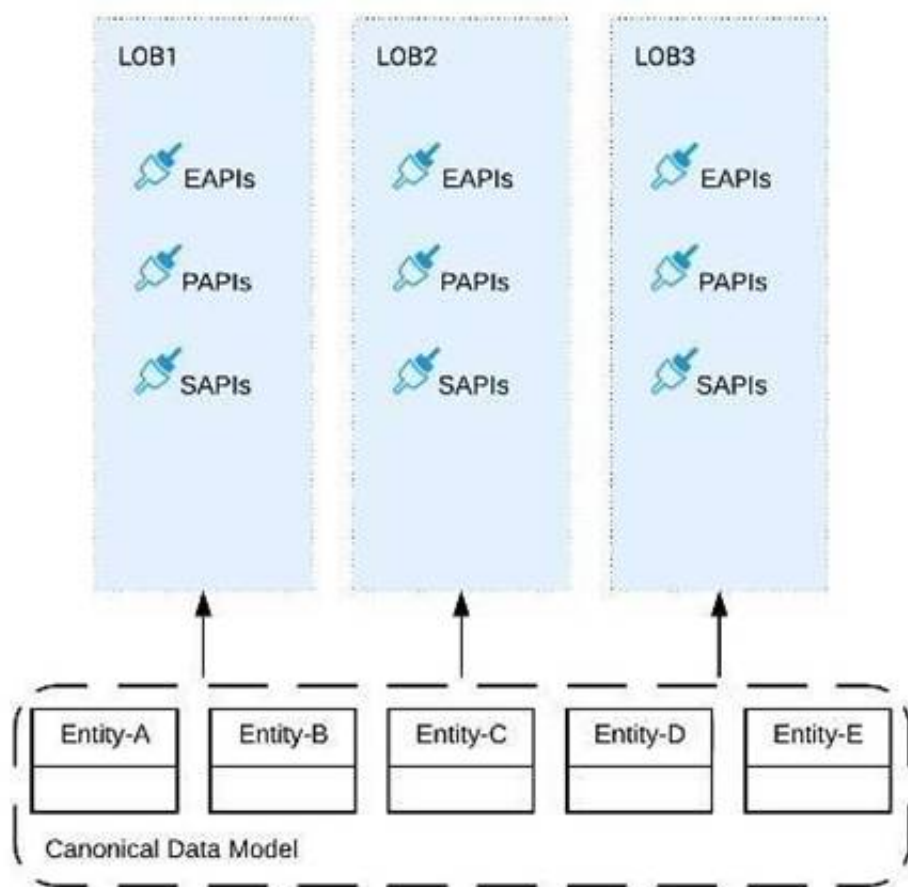 LOB1
LOB2
LOB3
EAPIs
EAPIs
EAPIs
PAPIs
PAPIs
PAPIs
SAPIs
SAPIs
SAPIs
Entity-A
Entity-B
Entity-C
Entity-D
Entity-E
Canonical Data Model